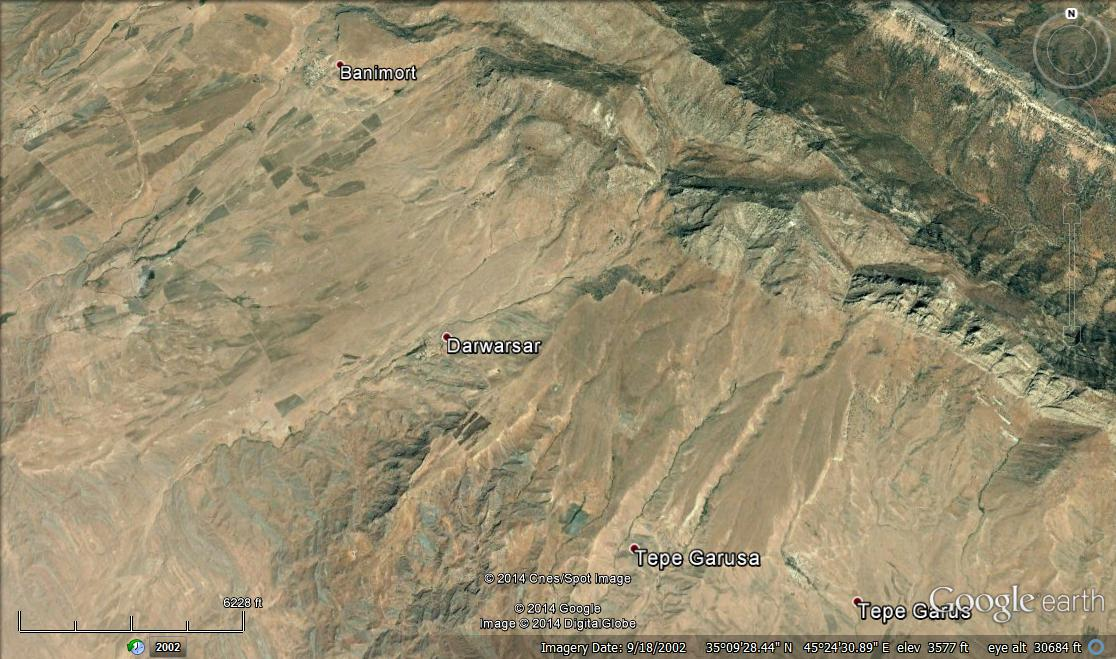 N
Banimort
Darwarsar
Tepe Garusa
© 2014 Cnes/Spot Image
Tepe Garus
Google earth
6228 ft
© 2014 Google
Image © 2014 DigitalGlobe
2002
Imagery Date: 9/18/2002 35°09'28.44" N 45°24'30.89" E elev 3577 ft eye alt 30684 ft